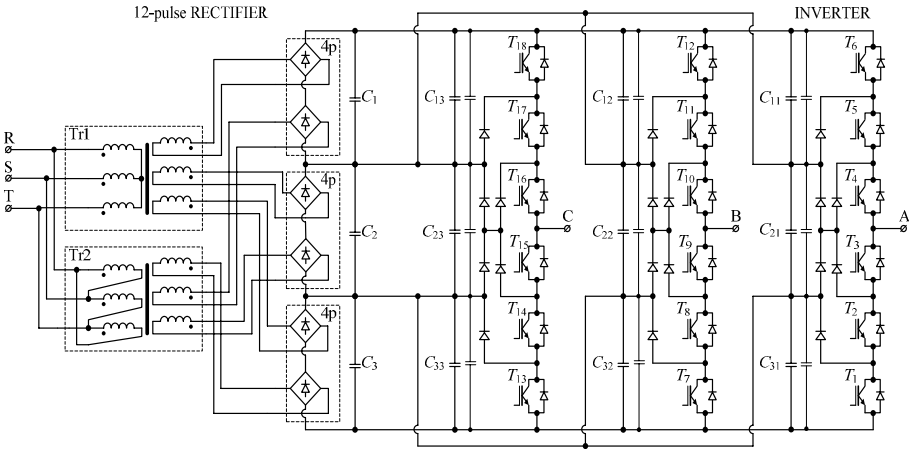 12-pulse RECTIFIER
INVERTER
4p
T18
T12
T6
C1
C13
C12
C11
T17
T11
T5
R
S
T
Tr1
4p
T16
T10
T4
C2
C23
C22
C21
C
B
A
T15
T9
T3
Tr2
4p
T14
T8
T2
C3
C33
C32
C31
T13
T7
T1